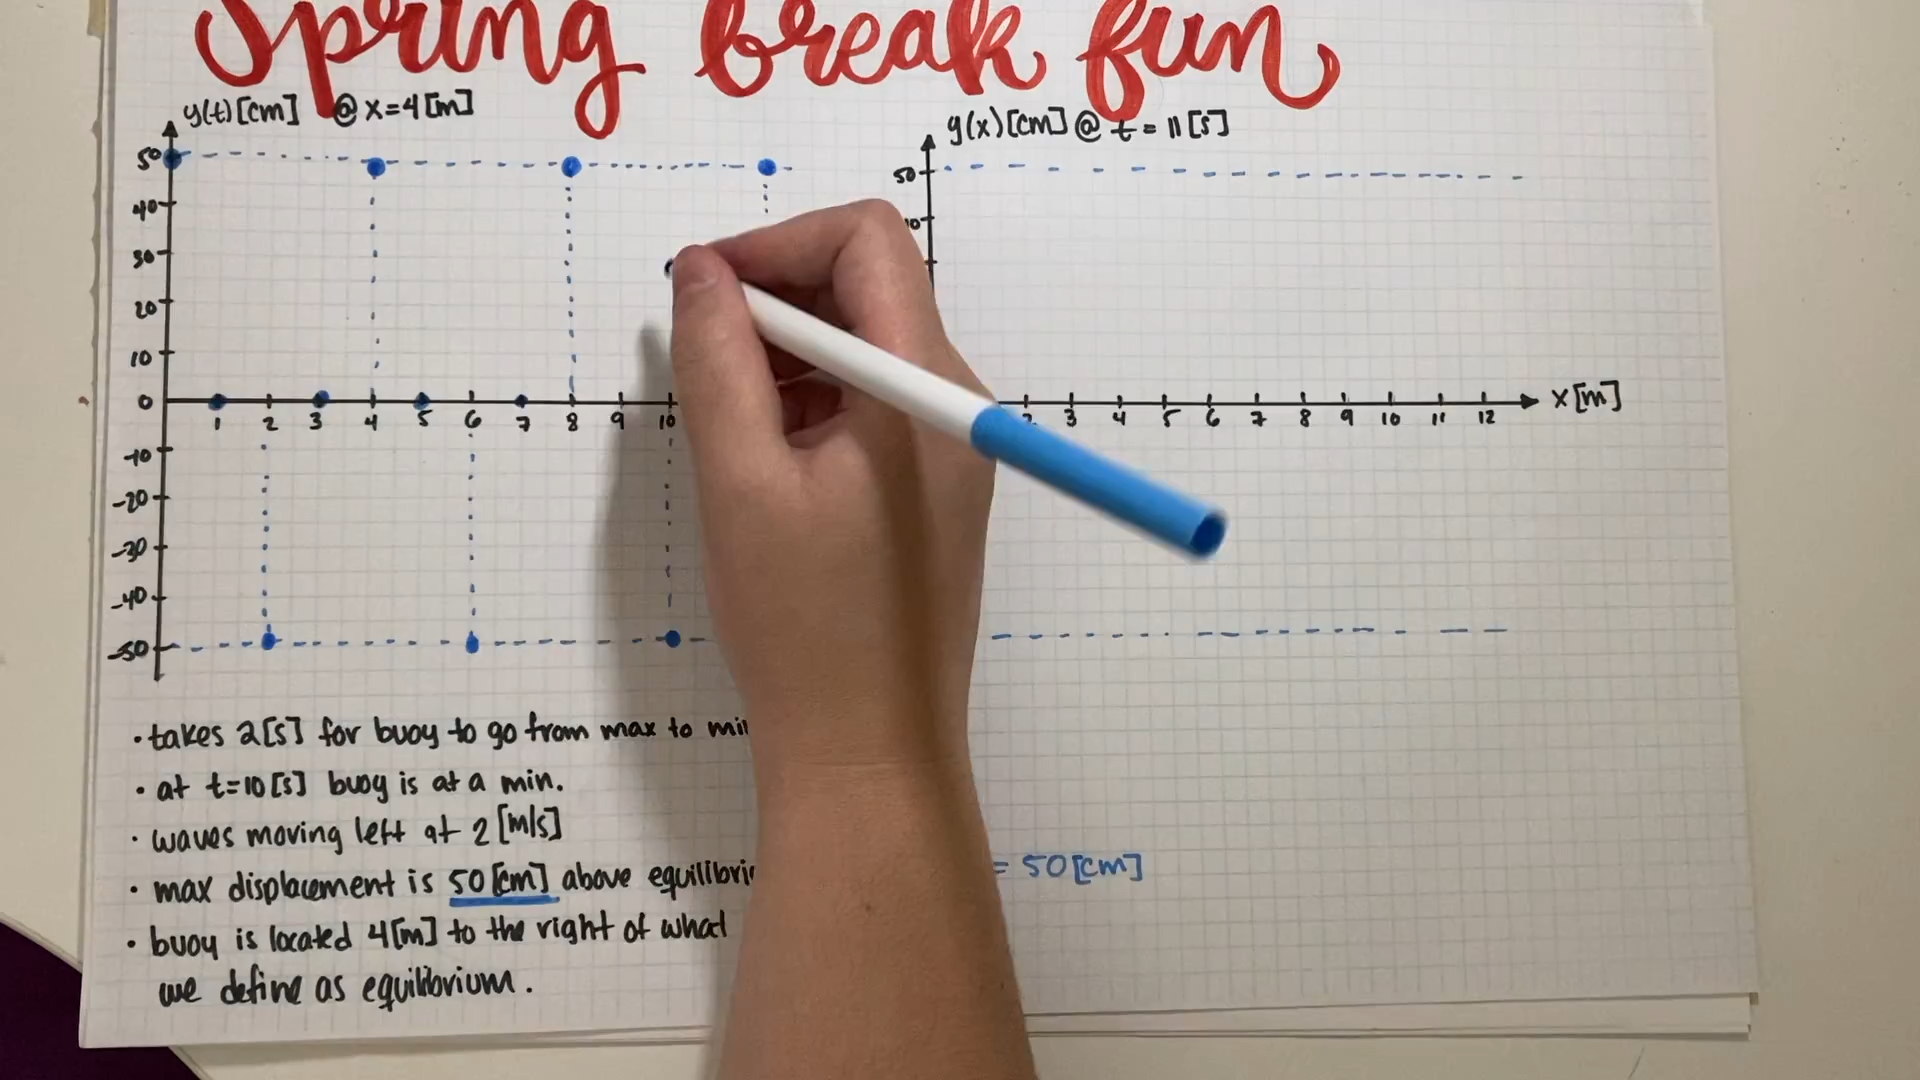 Spring break fun
y(t)[cm] @ x=4[m]
50
40
30
20
10
0
-10
-20
-30
-40
-50
1 2 3 4 5 6 7 8 9 10
y(x)[cm] @ t=11[s]
50
2 3 4 5 6 7 8 9 10 11 12
x[m]
• takes 2[s] for buoy to go from max to
• at t=10[s] buoy is at a min.
• waves moving left at 2[m/s]
• max displacement is 50[cm] above
= 50[cm]
• buoy is located 4[m] to the right of what
we define as equilibrium.